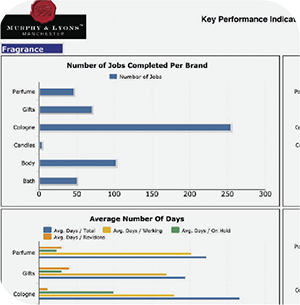 MURPHY & LYONS
MANCHESTER
Key Performance Indica
Fragrance
Number of Jobs Completed Per Brand
Number of Jobs
Perfume
Gifts
Cologne
Candles
Body
Bath
0 50 100 150 200 250 300
Average Number Of Days
Avg. Days / Total Avg. Days / Working Avg. Days / On Hold
Avg. Days / Revisions
Perfume
Gifts
Cologne